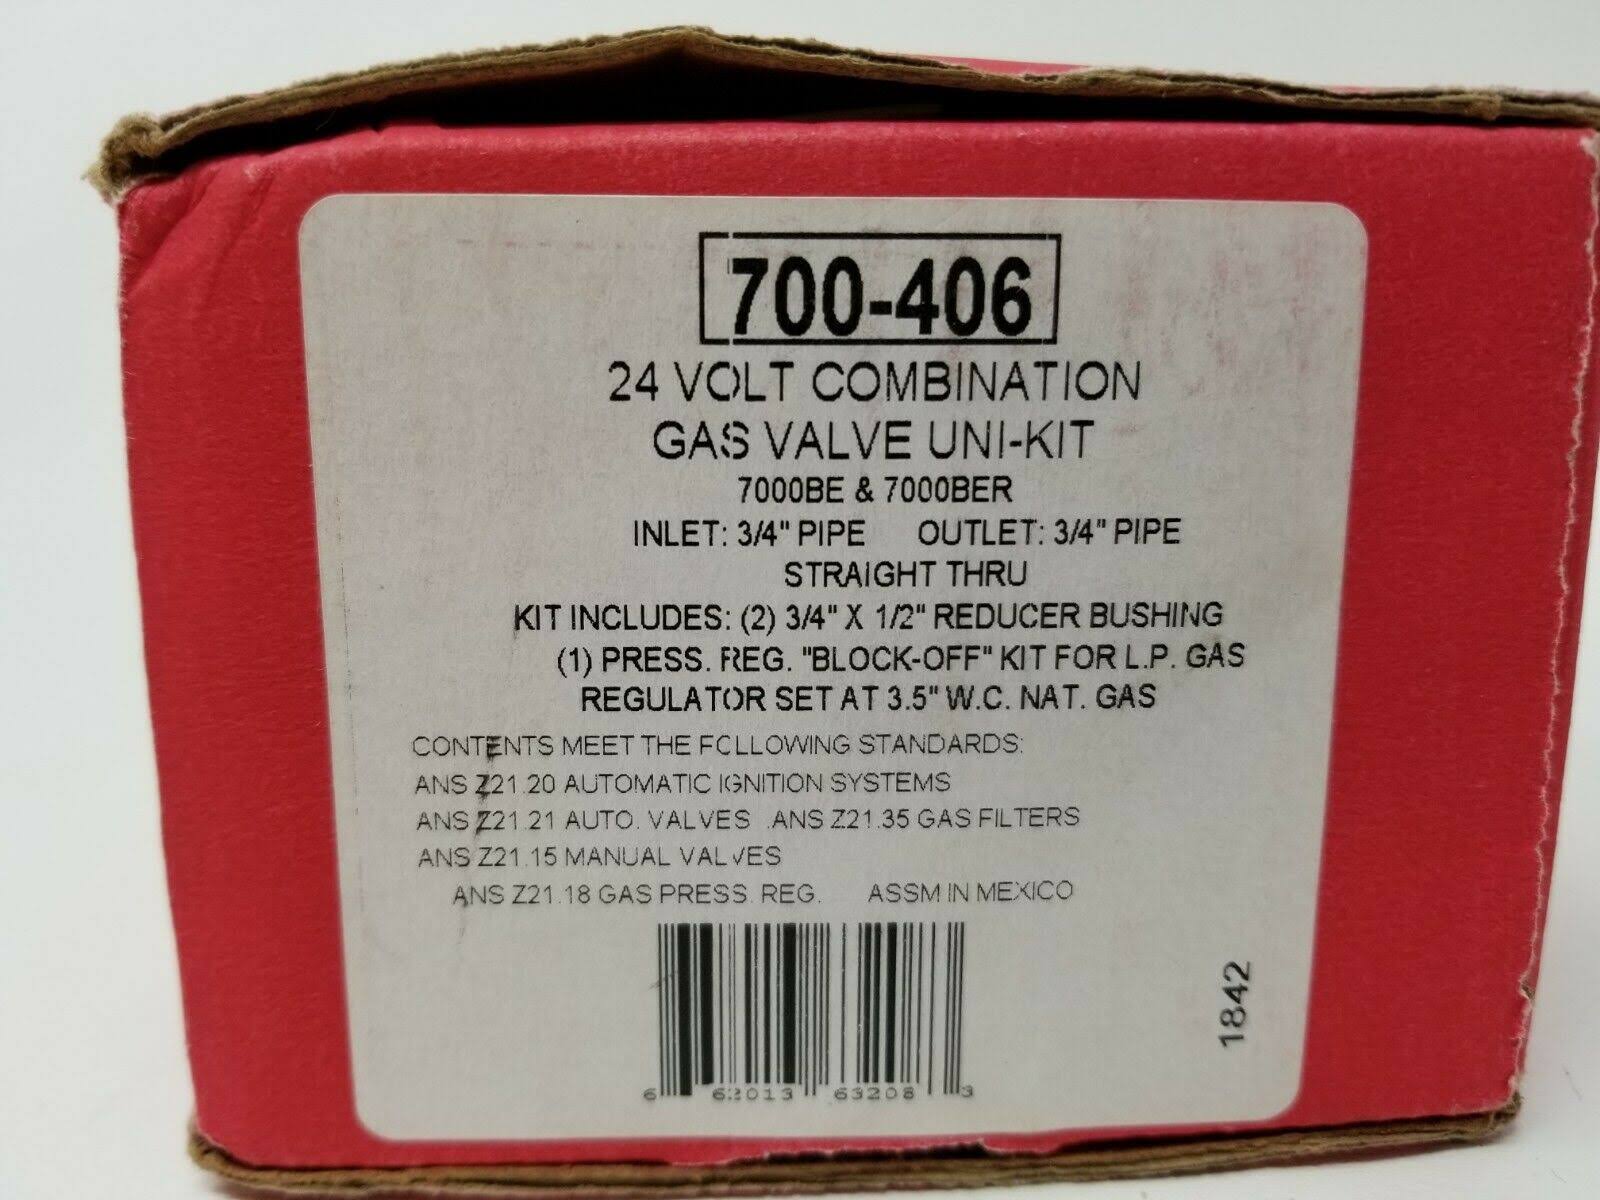 700-406
24 VOLT COMBINATION
GAS VALVE UNI-KIT
7000BE & 7000BER
INLET: 3/4" PIPE OUTLET: 3/4" PIPE
STRAIGHT THRU
KIT INCLUDES: (2) 3/4" X 1/2" REDUCER BUSHING
(1) PRESS. REG. "BLOCK-OFF" KIT FOR L.P. GAS
REGULATOR SET AT 3.5" W.C. NAT. GAS
CONTENTS MEET THE FOLLOWING STANDARDS:
ANS Z21.20 AUTOMATIC IGNITION SYSTEMS
ANS Z21.21 AUTO. VALVES ANS Z21.35 GAS FILTERS
ANS Z21.15 MANUAL VALVES
ANS Z21.18 GAS PRESS. REG. ASSM IN MEXICO
6 62013 63208 3
1842